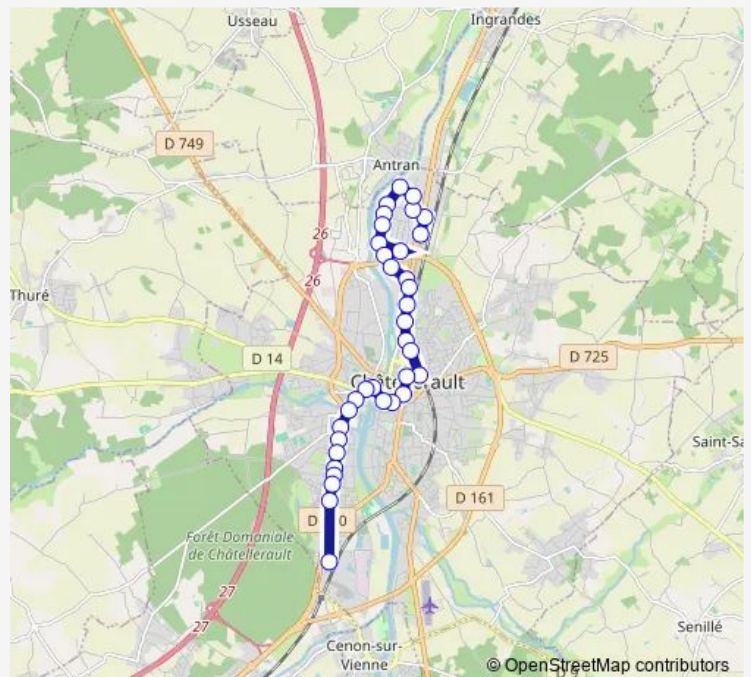 Usseau
Ingrandes
D 749
Antran
26
26
Thuré
D 14
D 725
Châtellerault
Saint-Sa
D 161
Forêt Domaniale
de Châtellerault
27
27
Senillé
Cenon-sur-
Vienne
© OpenStreetMap contributors